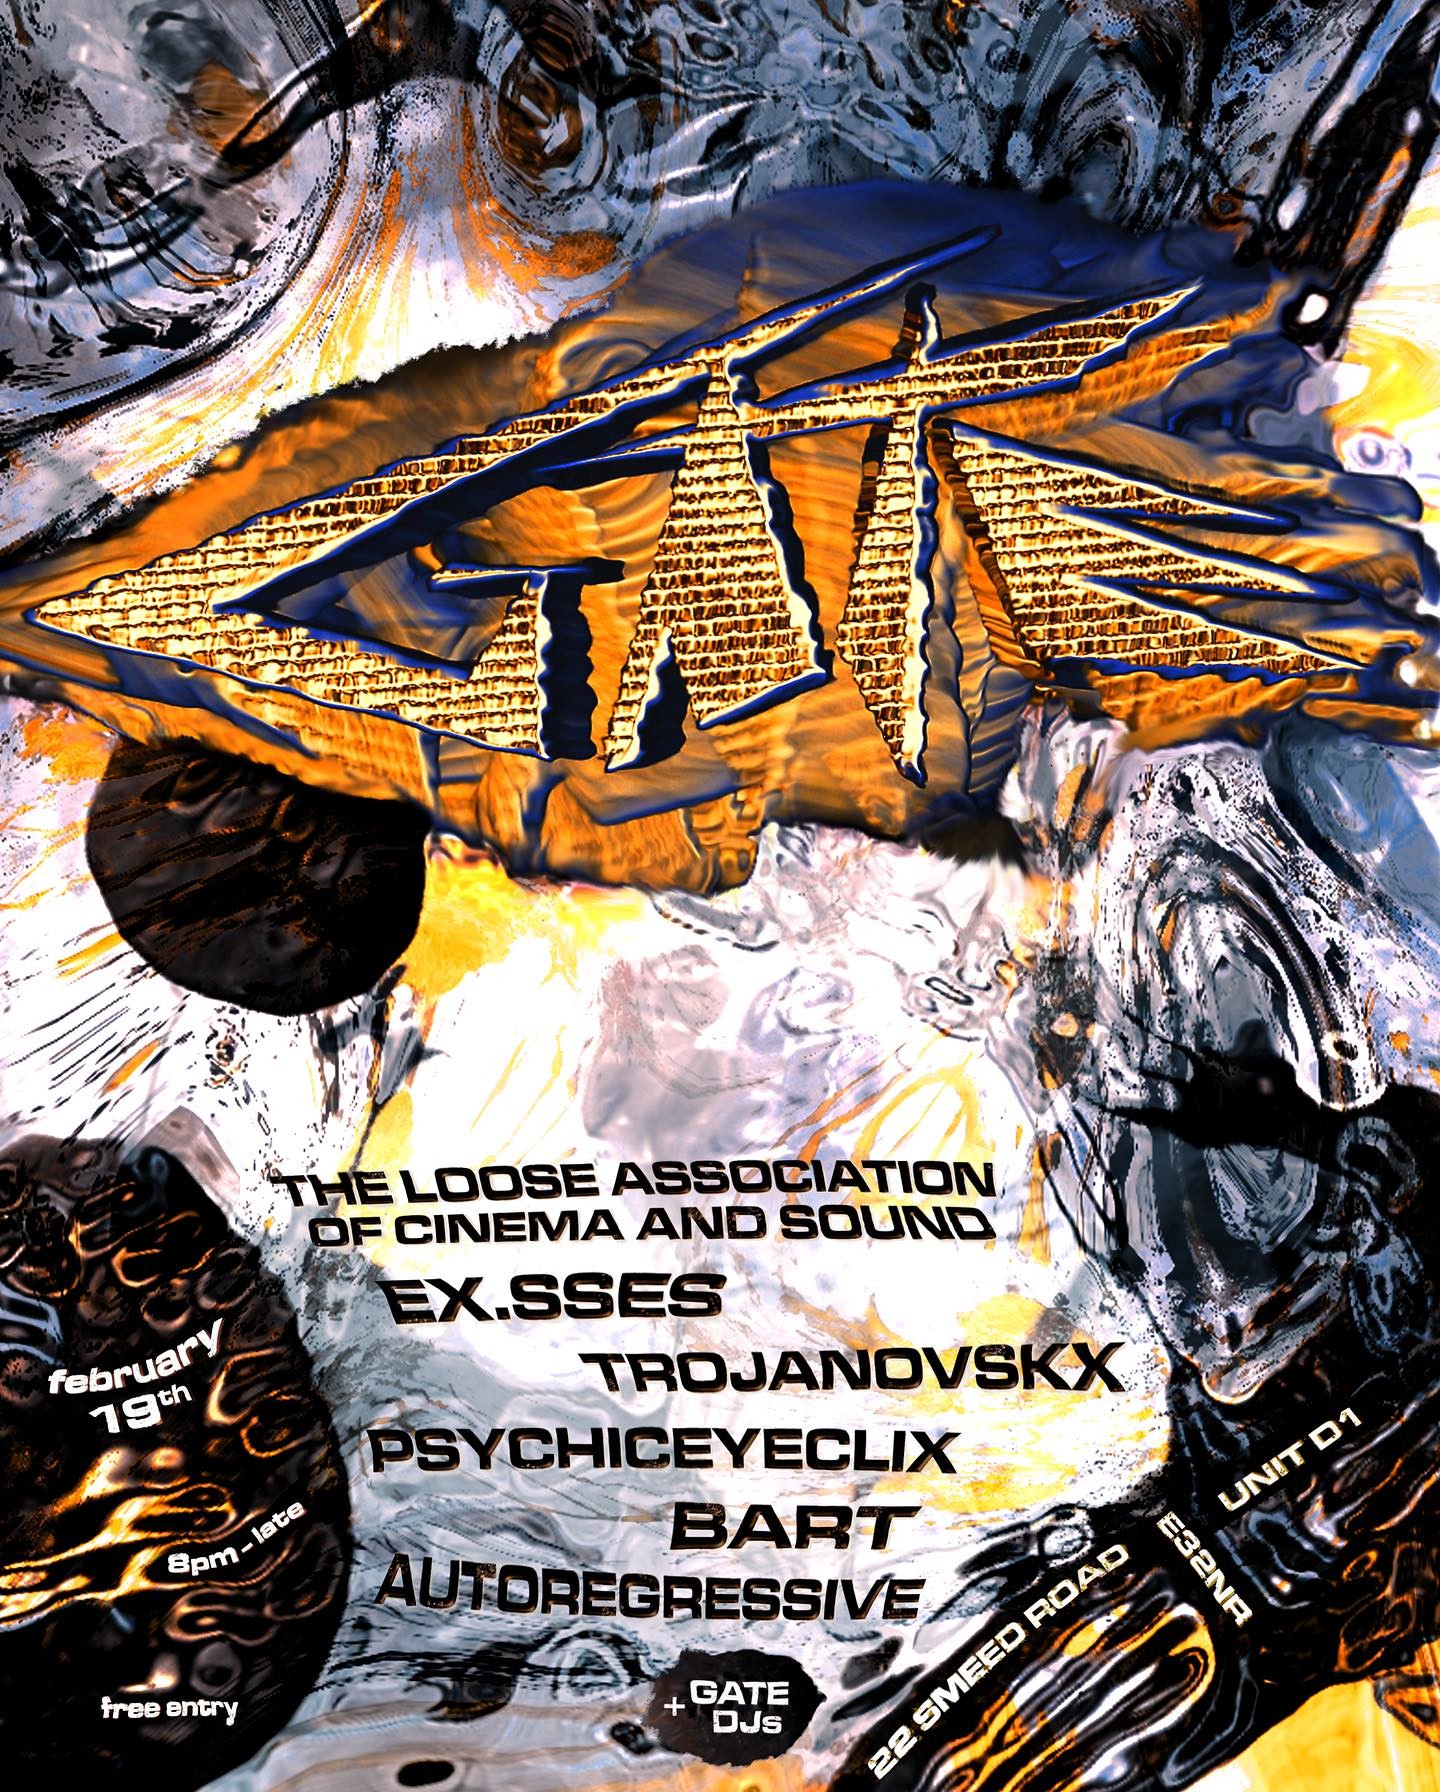 GATE
THE LOOSE ASSOCIATION
OF CINEMA AND SOUND
EX.SSES
TROJANOVSKX
PSYCHICEYECLIX
BART
AUTOREGRESSIVE
+ GATE
DJs
february
19th
8pm - late
free entry
22 SMEED ROAD
E32NR
UNIT D1